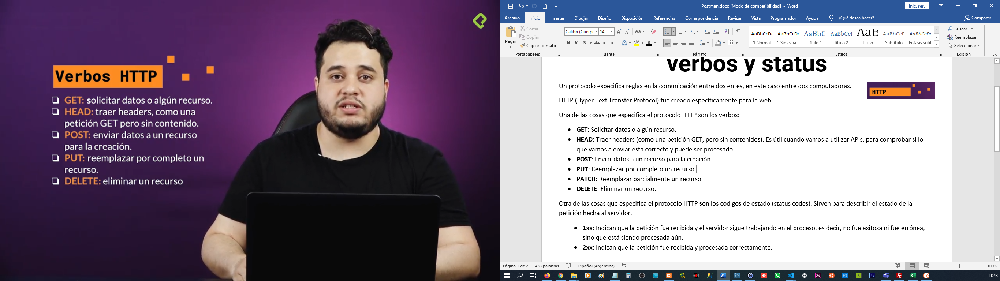 Verbos HTTP
GET: solicitar datos o algún recurso.
HEAD: traer headers, como una
petición GET pero sin contenido.
POST: enviar datos a un recurso
para la creación.
PUT: reemplazar por completo un
recurso.
DELETE: eliminar un recurso
Postman.docx [Modo de compatibilidad] - Word
Inic. ses.
Archivo Inicio Insertar Dibujar Diseño Disposición Referencias Correspondencia Revisar Vista Programador Ayuda ¿Qué desea hacer? Compartir
Pegar
Cortar
Copiar
Copiar formato
Portapapeles
Calibri (Cuerpo 14
N K S abc x₂ x²
Fuente
Párrafo
AaBbCcDc AaBbCcDc AaBbC AaBbCcI AaB AaBbCcD AaBbCcDc
¶ Normal ¶ Sin espa... Título 1 Título 2 Título Subtítulo Énfasis sutil
Estilos
Buscar
Reemplazar
Seleccionar
Edición
verbos y status
Un protocolo especifica reglas en la comunicación entre dos entes, en este caso entre dos computadoras.
HTTP
HTTP (Hyper Text Transfer Protocol) fue creado específicamente para la web.
Una de las cosas que especifica el protocolo HTTP son los verbos:
• GET: Solicitar datos o algún recurso.
• HEAD: Traer headers (como una petición GET, pero sin contenidos). Es útil cuando vamos a utilizar APIs, para comprobar si lo
que vamos a enviar esta correcto y puede ser procesado.
• POST: Enviar datos a un recurso para la creación.
• PUT: Reemplazar por completo un recurso.
• PATCH: Reemplazar parcialmente un recurso.
• DELETE: Eliminar un recurso.
Otra de las cosas que especifica el protocolo HTTP son los códigos de estado (status codes). Sirven para describir el estado de la
petición hecha al servidor.
• 1xx: Indican que la petición fue recibida y el servidor sigue trabajando en el proceso, es decir, no fue exitosa ni fue errónea,
sino que está siendo procesada aún.
• 2xx: Indican que la petición fue recibida y procesada correctamente.
Página 1 de 2 433 palabras Español (Argentina) 100%
11:43